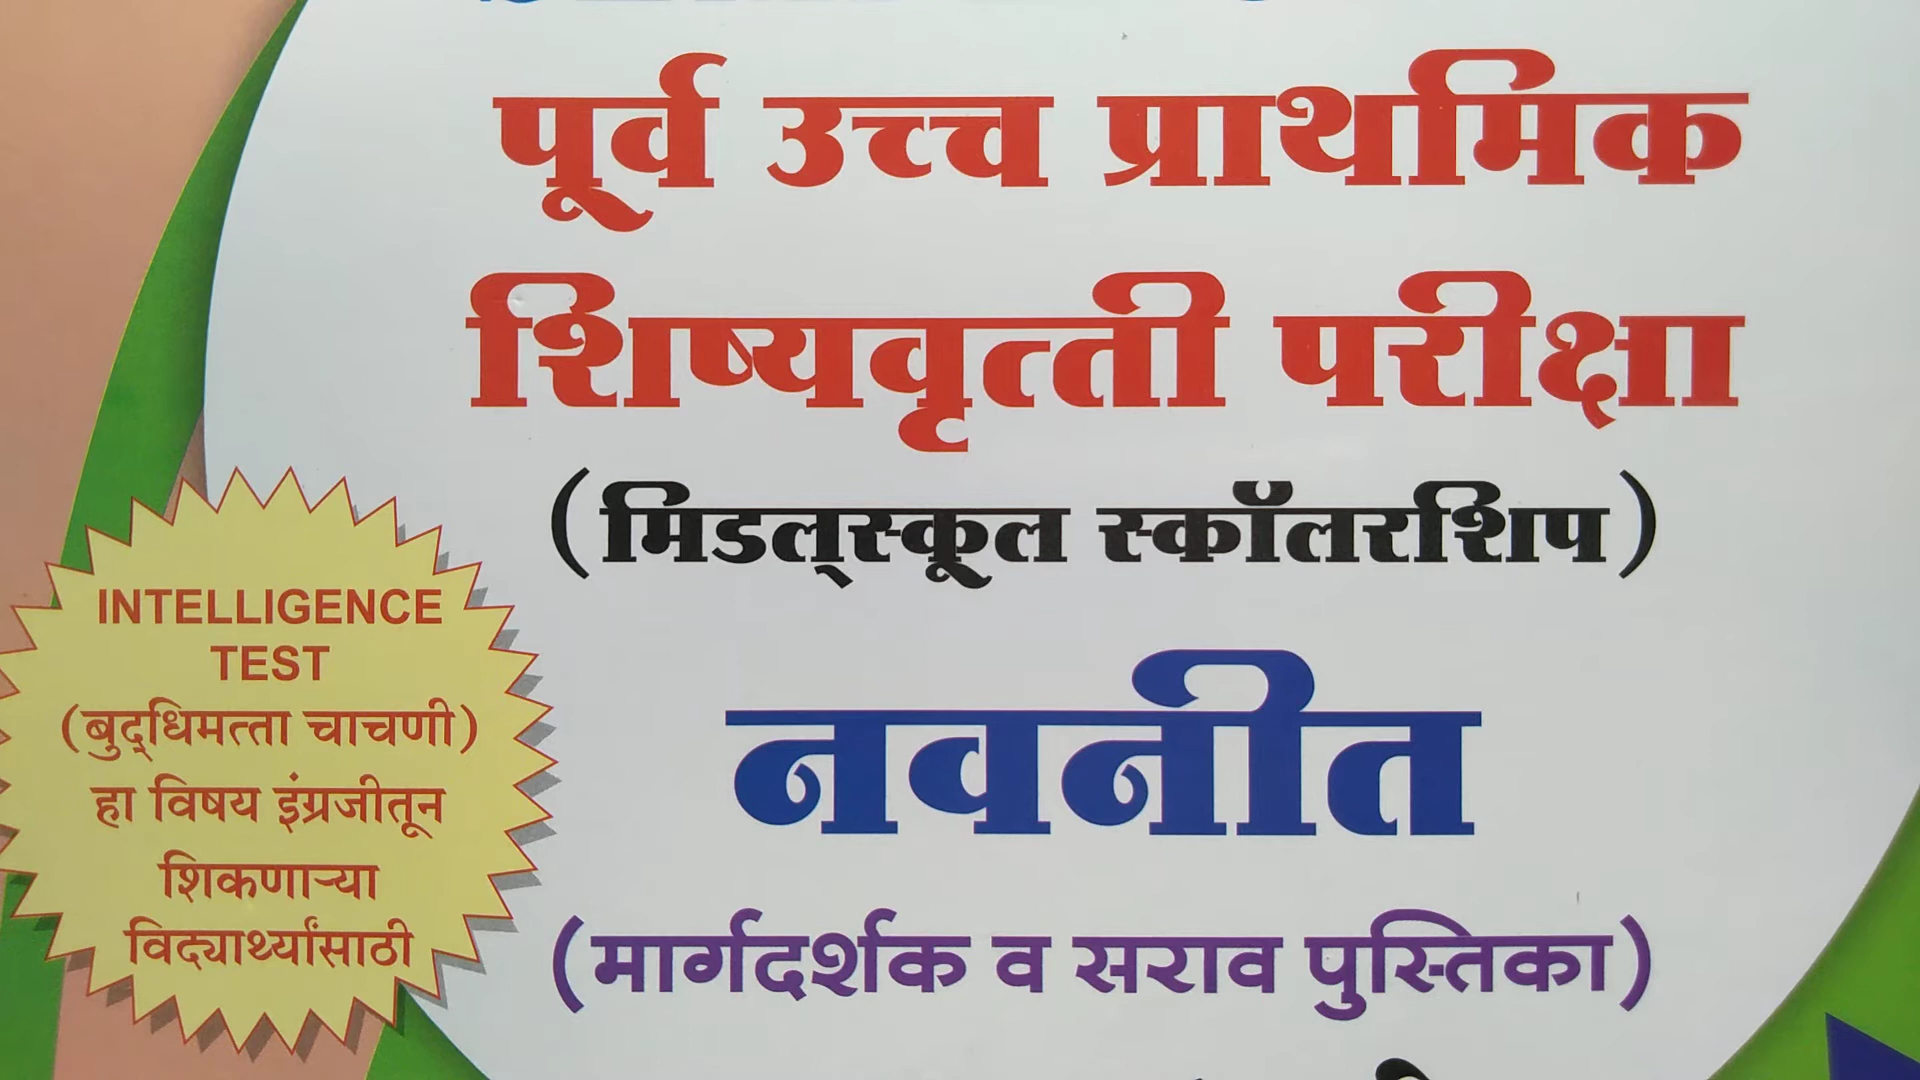 पूर्व उच्च प्राथमिक
शिष्यवृत्ती परीक्षा
(मिडल्स्कूल स्कॉलरशिप)
नवनीत
(मार्गदर्शक व सराव पुस्तिका)
INTELLIGENCE
TEST
(बुद्धिमत्ता चाचणी)
हा विषय इंग्रजीतून
शिकणाऱ्या
विद्यार्थ्यांसाठी